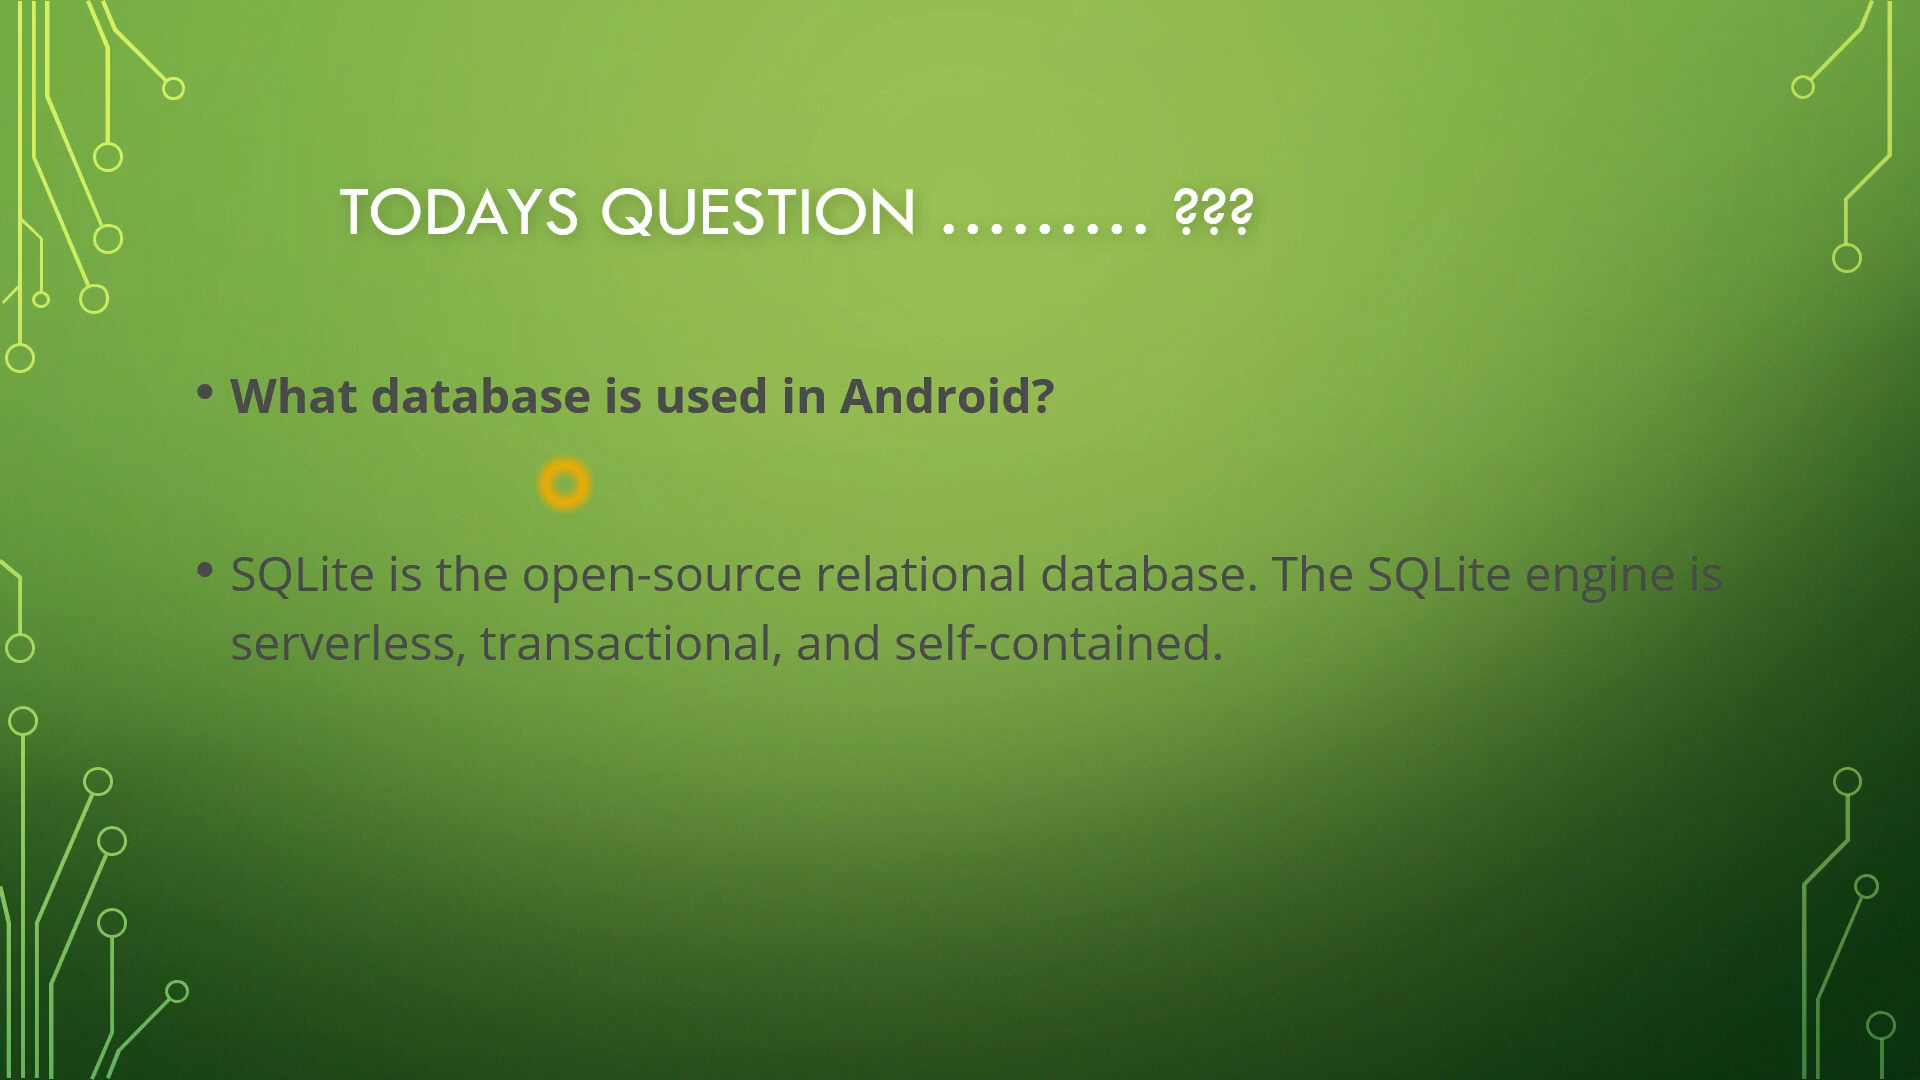 TODAYS QUESTION ......... ???
• What database is used in Android?
• SQLite is the open-source relational database. The SQLite engine is
serverless, transactional, and self-contained.